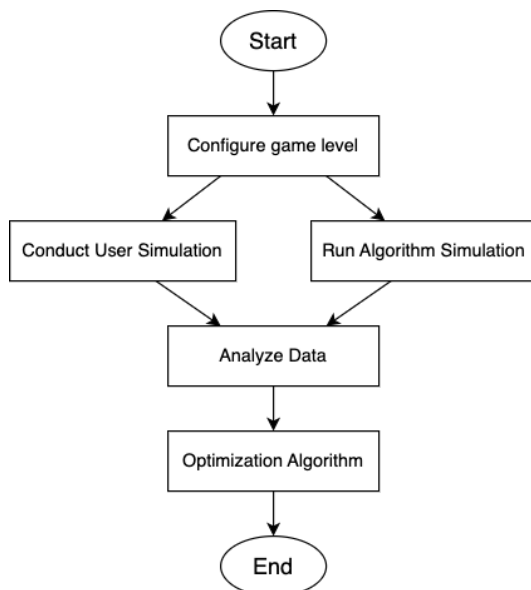 Start
Configure game level
Conduct User Simulation
Run Algorithm Simulation
Analyze Data
Optimization Algorithm
End